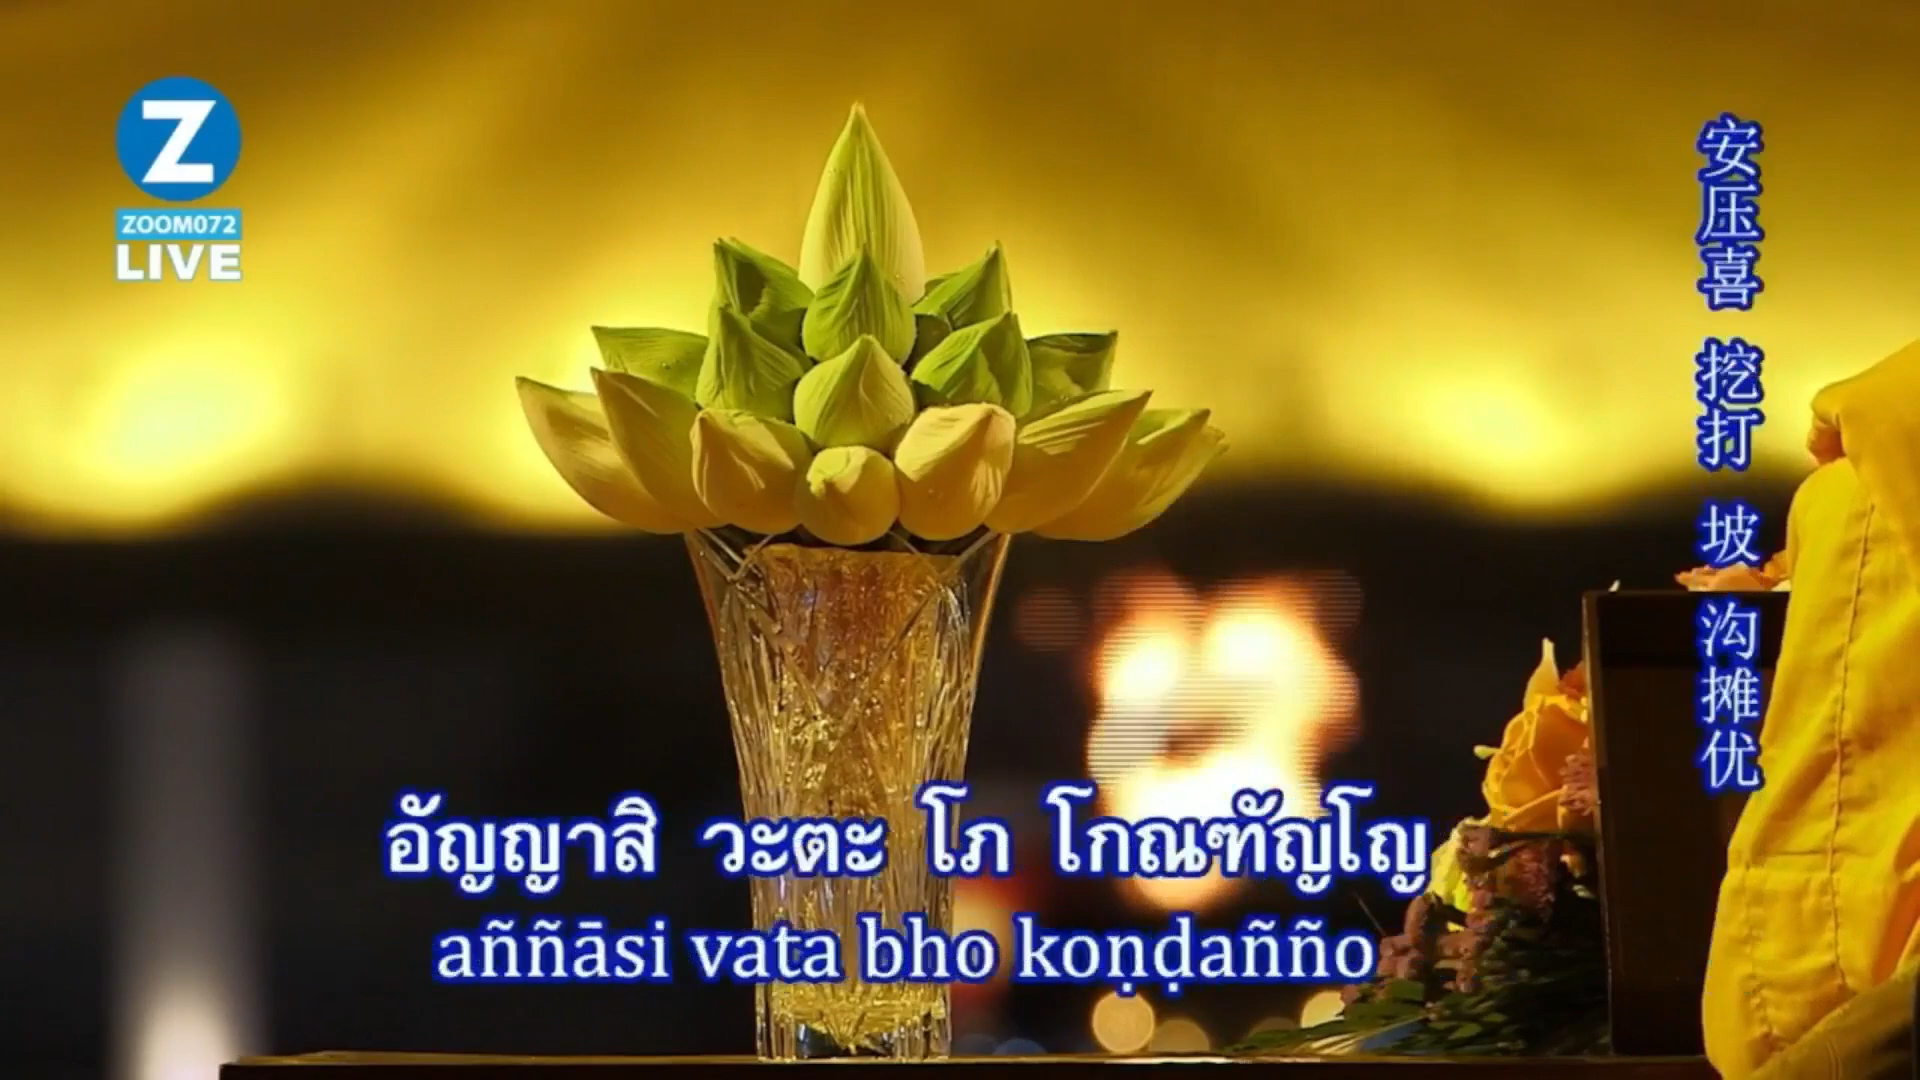 Z
ZOOM072
LIVE
安压喜 挖打 坡 沟摊优
อัญญาสิ วะตะ โภ โกณฑัญโญ
aññāsi vata bho koṇḍañño